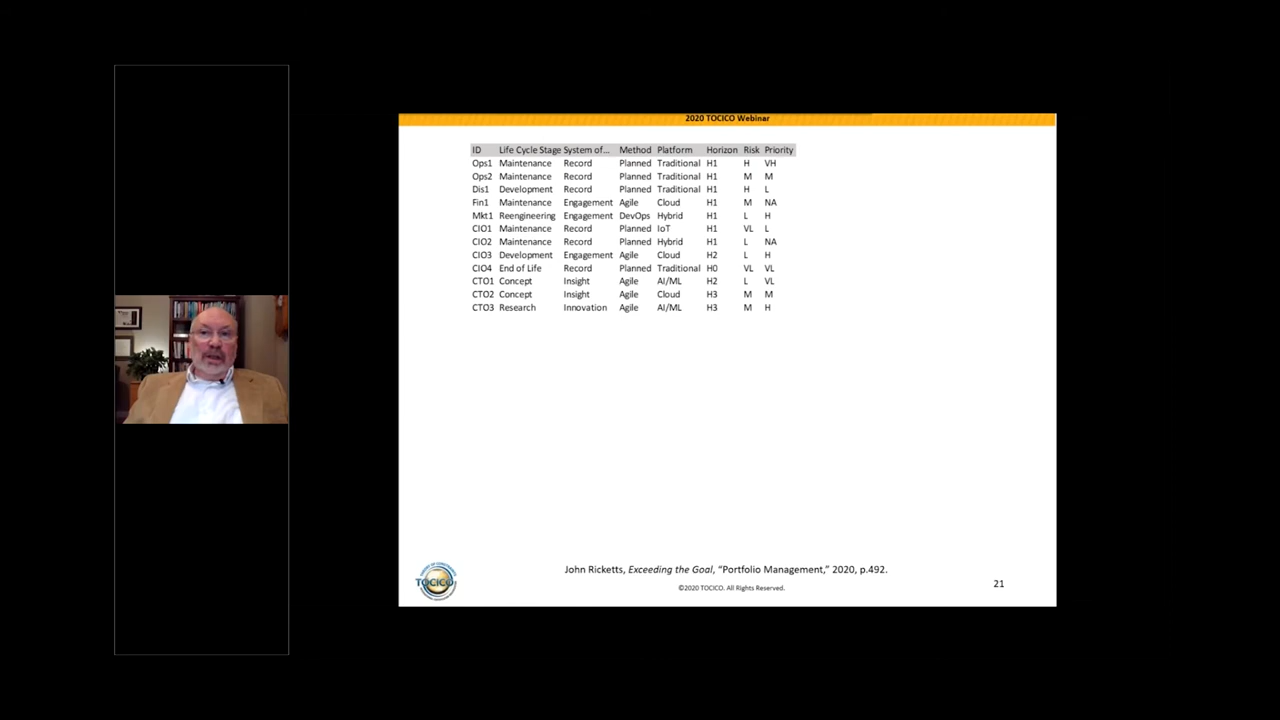 2020 TOCICO Webinar
ID Life Cycle Stage System of... Method Platform Horizon Risk Priority
Ops1 Maintenance Record Planned Traditional H1 H VH
Ops2 Maintenance Record Planned Traditional H1 M M
Dis1 Development Record Planned Traditional H1 H L
Fin1 Maintenance Engagement Agile Cloud H1 M NA
Mkt1 Reengineering Engagement DevOps Hybrid H1 L H
CIO1 Maintenance Record Planned IoT H1 VL L
CIO2 Maintenance Record Planned Hybrid H1 L NA
CIO3 Development Engagement Agile Cloud H2 L H
CIO4 End of Life Record Planned Traditional H0 VL VL
CTO1 Concept Insight Agile AI/ML H2 L VL
CTO2 Concept Insight Agile Cloud H3 M M
CTO3 Research Innovation Agile AI/ML H3 M H
John Ricketts, Exceeding the Goal, “Portfolio Management,” 2020, p.492.
TOCICO
©2020 TOCICO. All Rights Reserved.
21